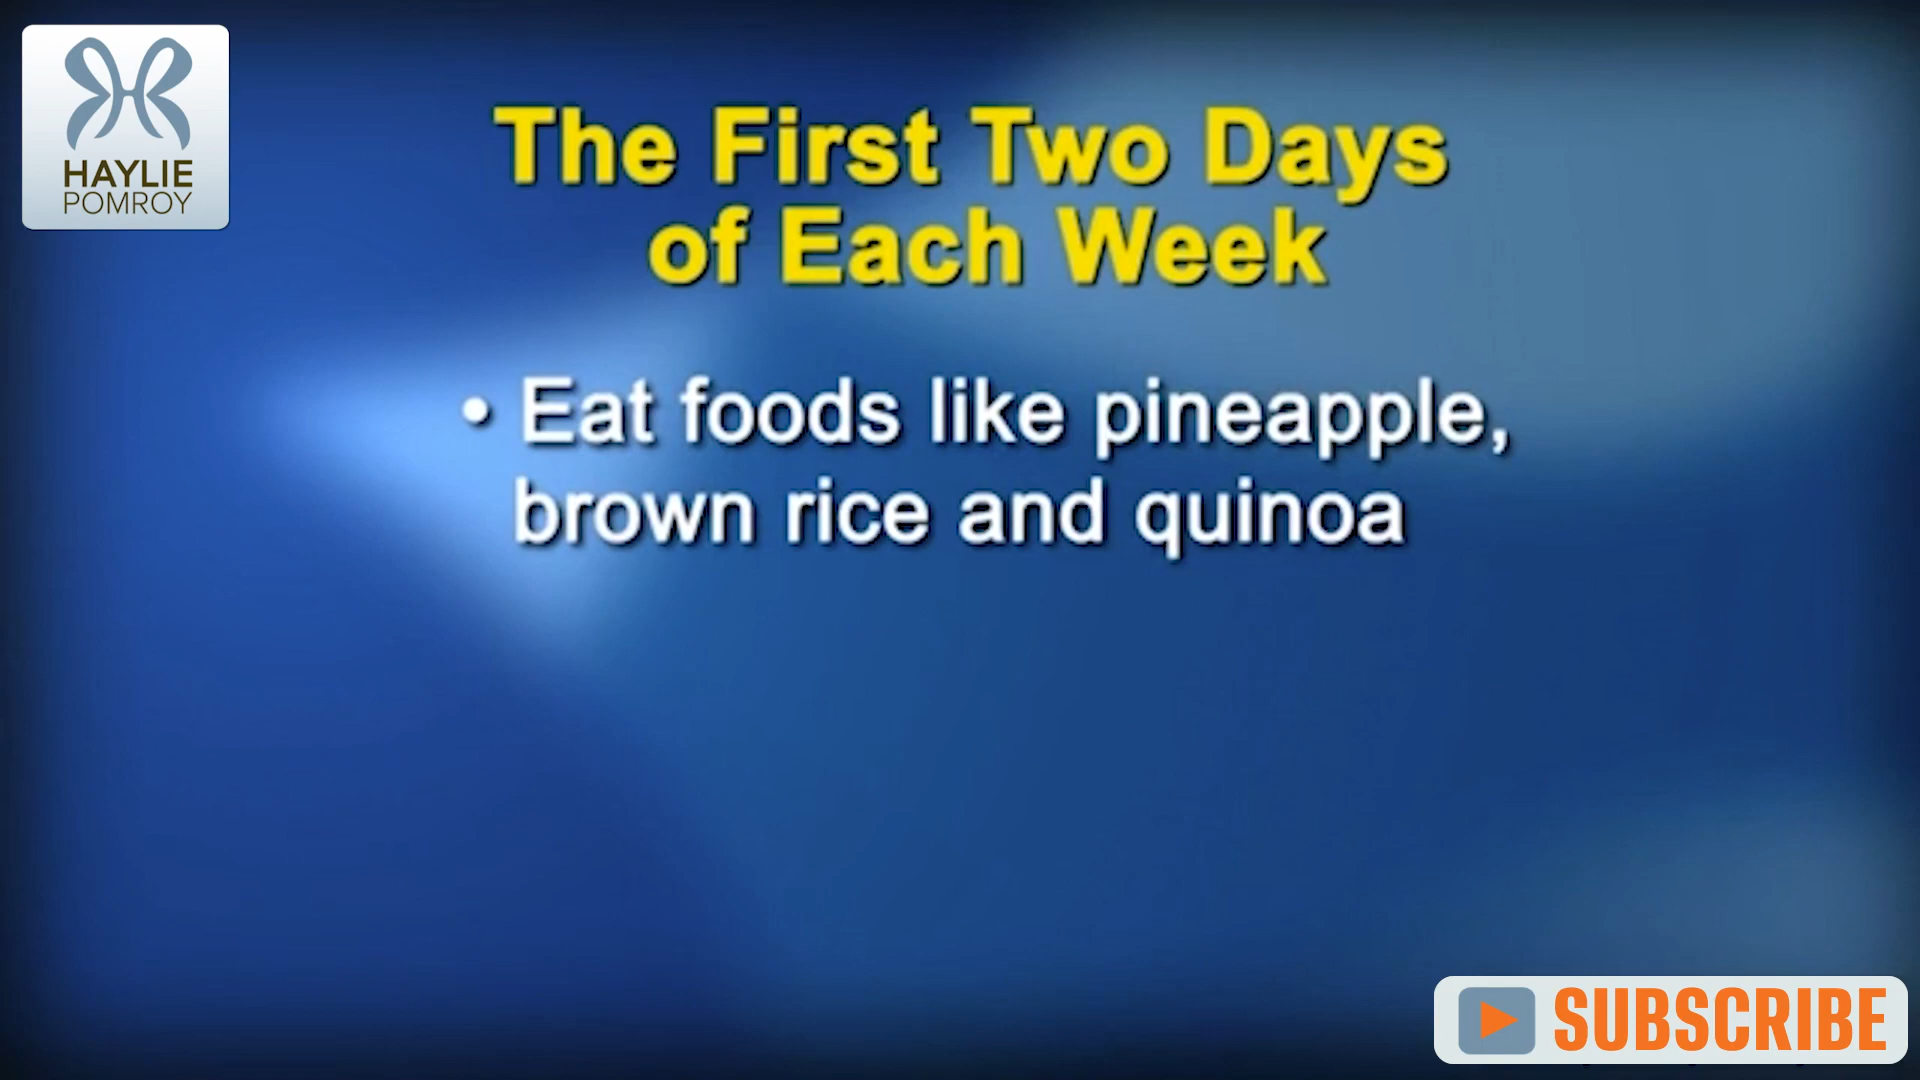 HAYLIE
POMROY
The First Two Days
of Each Week
• Eat foods like pineapple,
brown rice and quinoa
SUBSCRIBE